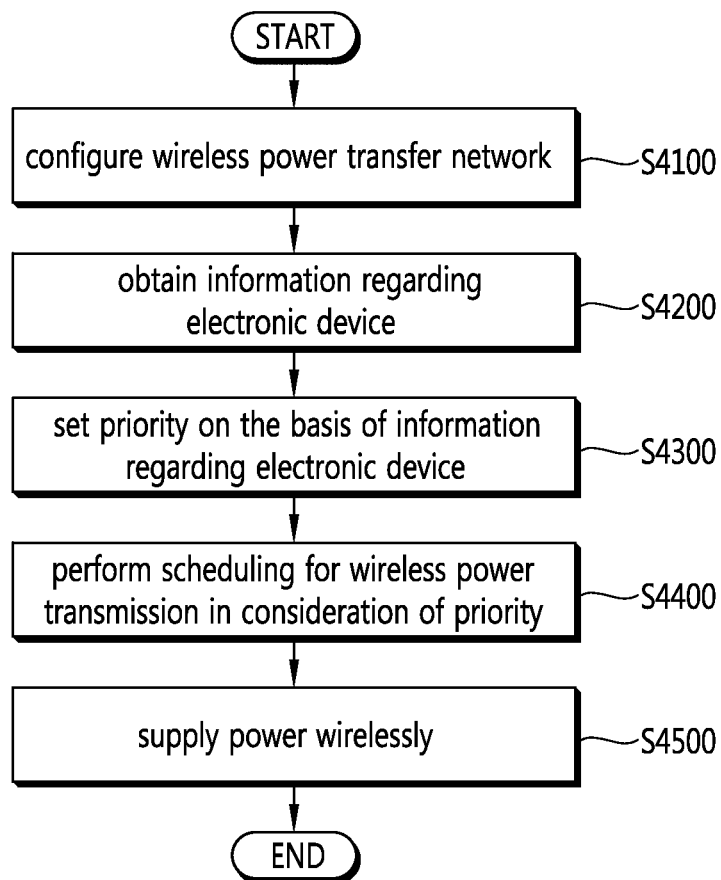 START
configure wireless power transfer network
S4100
obtain information regarding
electronic device
S4200
set priority on the basis of information
regarding electronic device
S4300
perform scheduling for wireless power
transmission in consideration of priority
S4400
supply power wirelessly
S4500
END